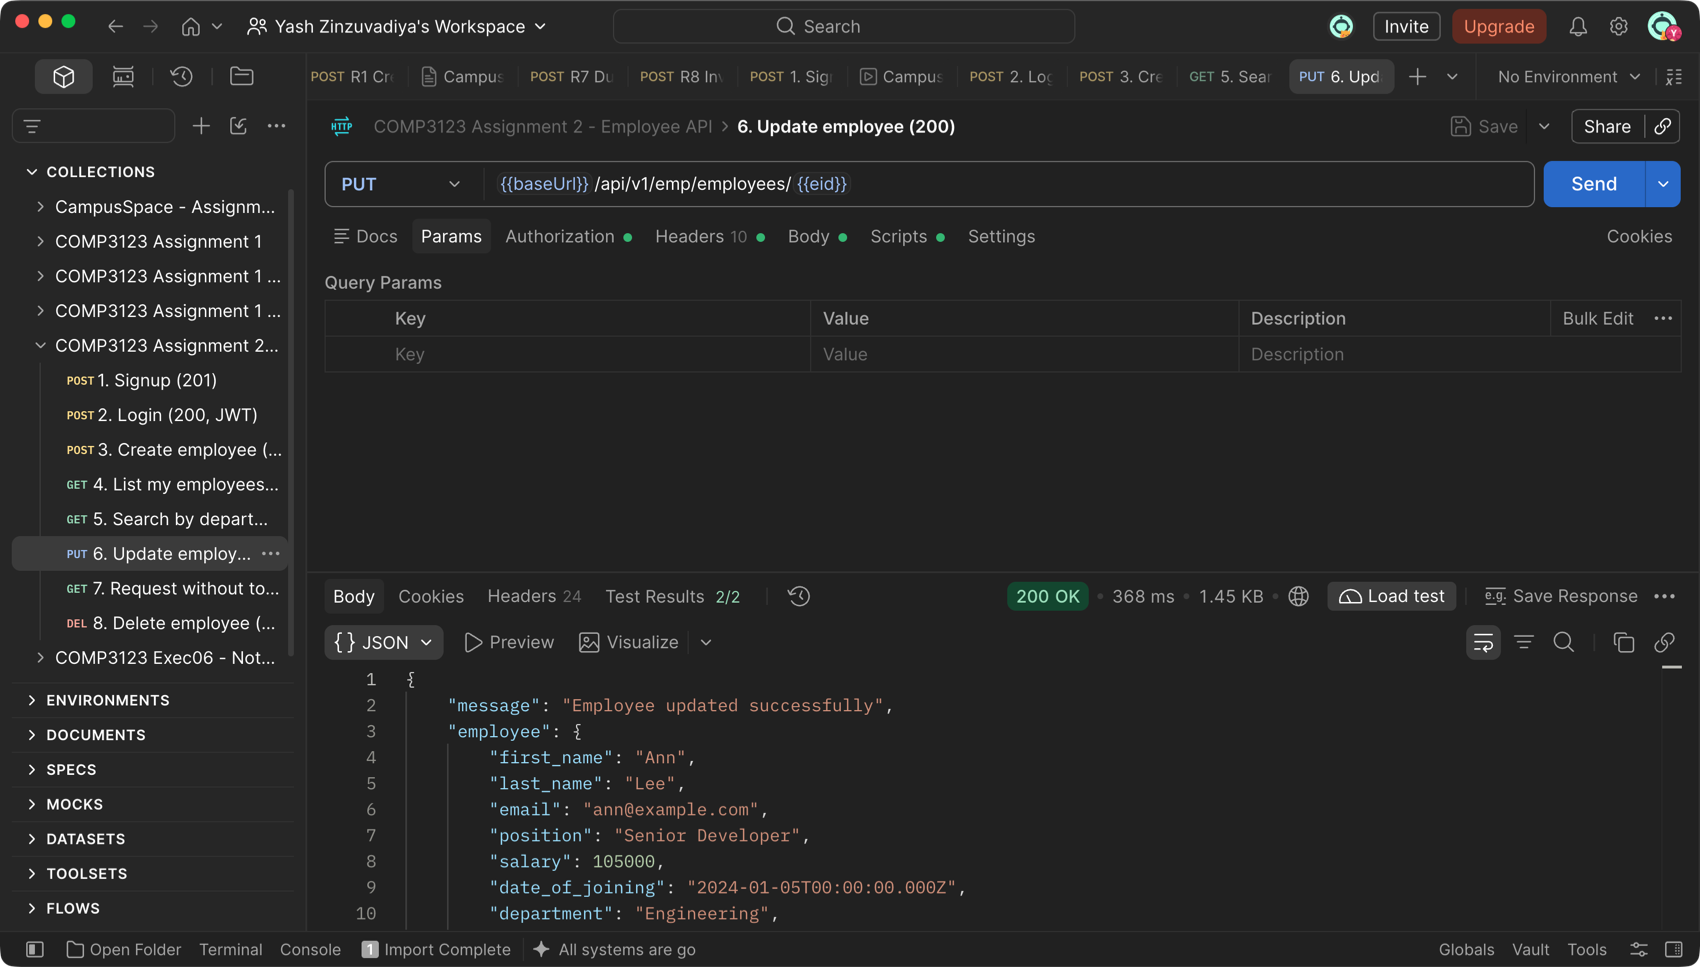 Yash Zinzuvadiya's Workspace
Search
Invite
Upgrade
POST R1 Cre
Campus
POST R7 Du
POST R8 Inv
POST 1. Sign
Campus
POST 2. Log
POST 3. Cre
GET 5. Sear
PUT 6. Upda
No Environment
HTTP COMP3123 Assignment 2 - Employee API > 6. Update employee (200)
Save
Share
PUT
{{baseUrl}}/api/v1/emp/employees/{{eid}}
Send
Docs
Params
Authorization
Headers 10
Body
Scripts
Settings
Cookies
Query Params
Key Value Description Bulk Edit
Key Value Description
COLLECTIONS
CampusSpace - Assignm...
COMP3123 Assignment 1
COMP3123 Assignment 1 ...
COMP3123 Assignment 1 ...
COMP3123 Assignment 2...
POST 1. Signup (201)
POST 2. Login (200, JWT)
POST 3. Create employee (...
GET 4. List my employees...
GET 5. Search by depart...
PUT 6. Update employ...
GET 7. Request without to...
DEL 8. Delete employee (...
COMP3123 Exec06 - Not...
ENVIRONMENTS
DOCUMENTS
SPECS
MOCKS
DATASETS
TOOLSETS
FLOWS
Body
Cookies
Headers 24
Test Results 2/2
200 OK • 368 ms • 1.45 KB
Load test
e.g. Save Response
{} JSON
Preview
Visualize
1 {
2 "message": "Employee updated successfully",
3 "employee": {
4 "first_name": "Ann",
5 "last_name": "Lee",
6 "email": "ann@example.com",
7 "position": "Senior Developer",
8 "salary": 105000,
9 "date_of_joining": "2024-01-05T00:00:00.000Z",
10 "department": "Engineering",
Open Folder
Terminal
Console
1 Import Complete
All systems are go
Globals
Vault
Tools
Y